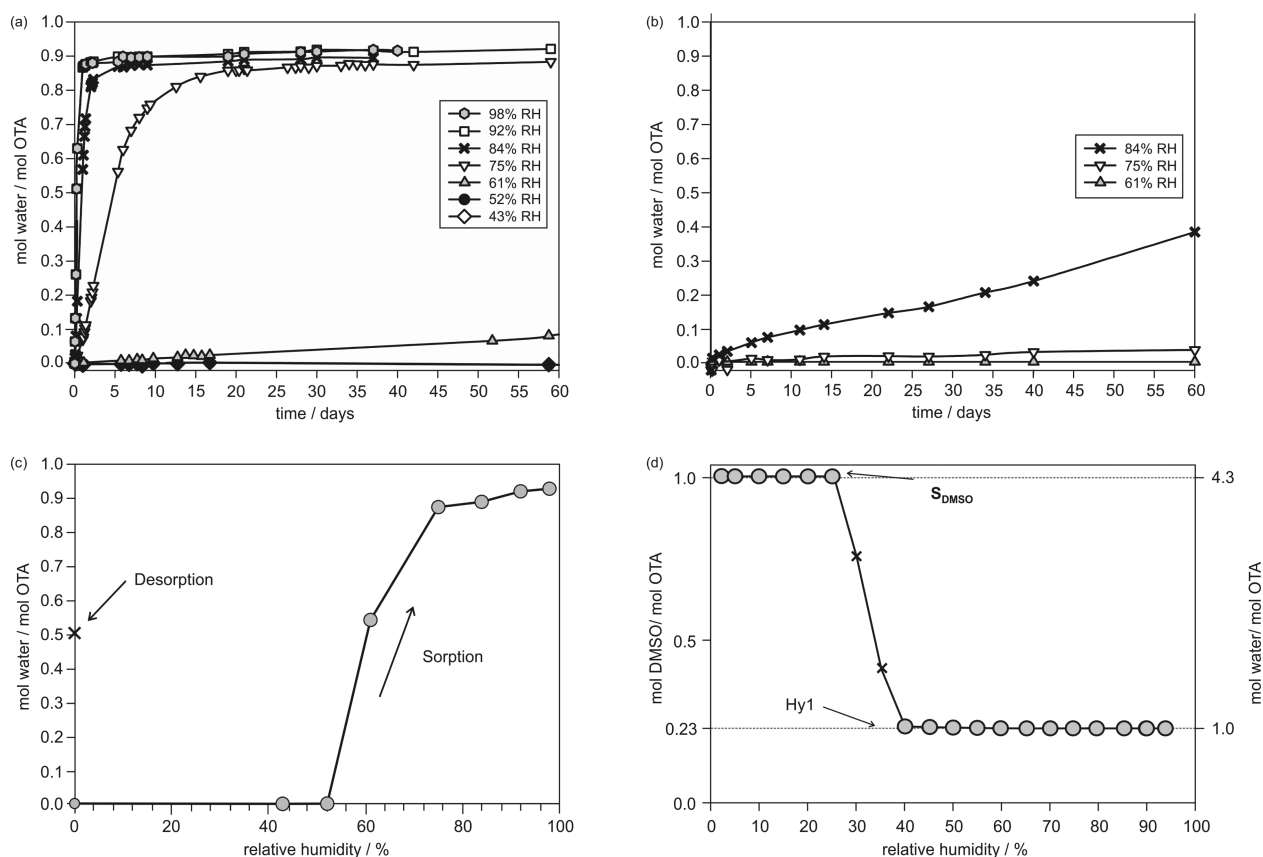 (a)
1.0
0.9
0.8
0.7
0.6
0.5
0.4
0.3
0.2
0.1
0.0
mol water / mol OTA
0 5 10 15 20 25 30 35 40 45 50 55 60
time / days
98% RH
92% RH
84% RH
75% RH
61% RH
52% RH
43% RH
(b)
1.0
0.9
0.8
0.7
0.6
0.5
0.4
0.3
0.2
0.1
0.0
mol water / mol OTA
0 5 10 15 20 25 30 35 40 45 50 55 60
time / days
84% RH
75% RH
61% RH
(c)
1.0
0.9
0.8
0.7
0.6
0.5
0.4
0.3
0.2
0.1
0.0
mol water / mol OTA
Desorption
Sorption
0 20 40 60 80 100
relative humidity / %
(d)
1.0
0.5
0.23
0.0
mol DMSO/ mol OTA
S_DMSO
Hy1
4.3
1.0
mol water/ mol OTA
0 10 20 30 40 50 60 70 80 90 100
relative humidity / %